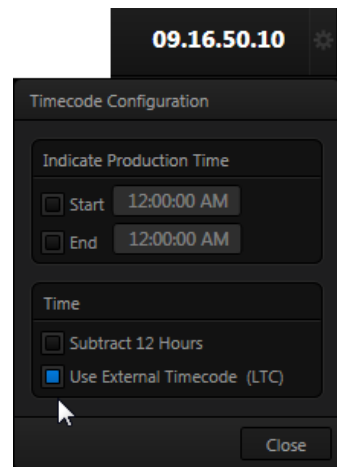 09.16.50.10
Timecode Configuration
Indicate Production Time
Start 12:00:00 AM
End 12:00:00 AM
Time
Subtract 12 Hours
Use External Timecode (LTC)
Close